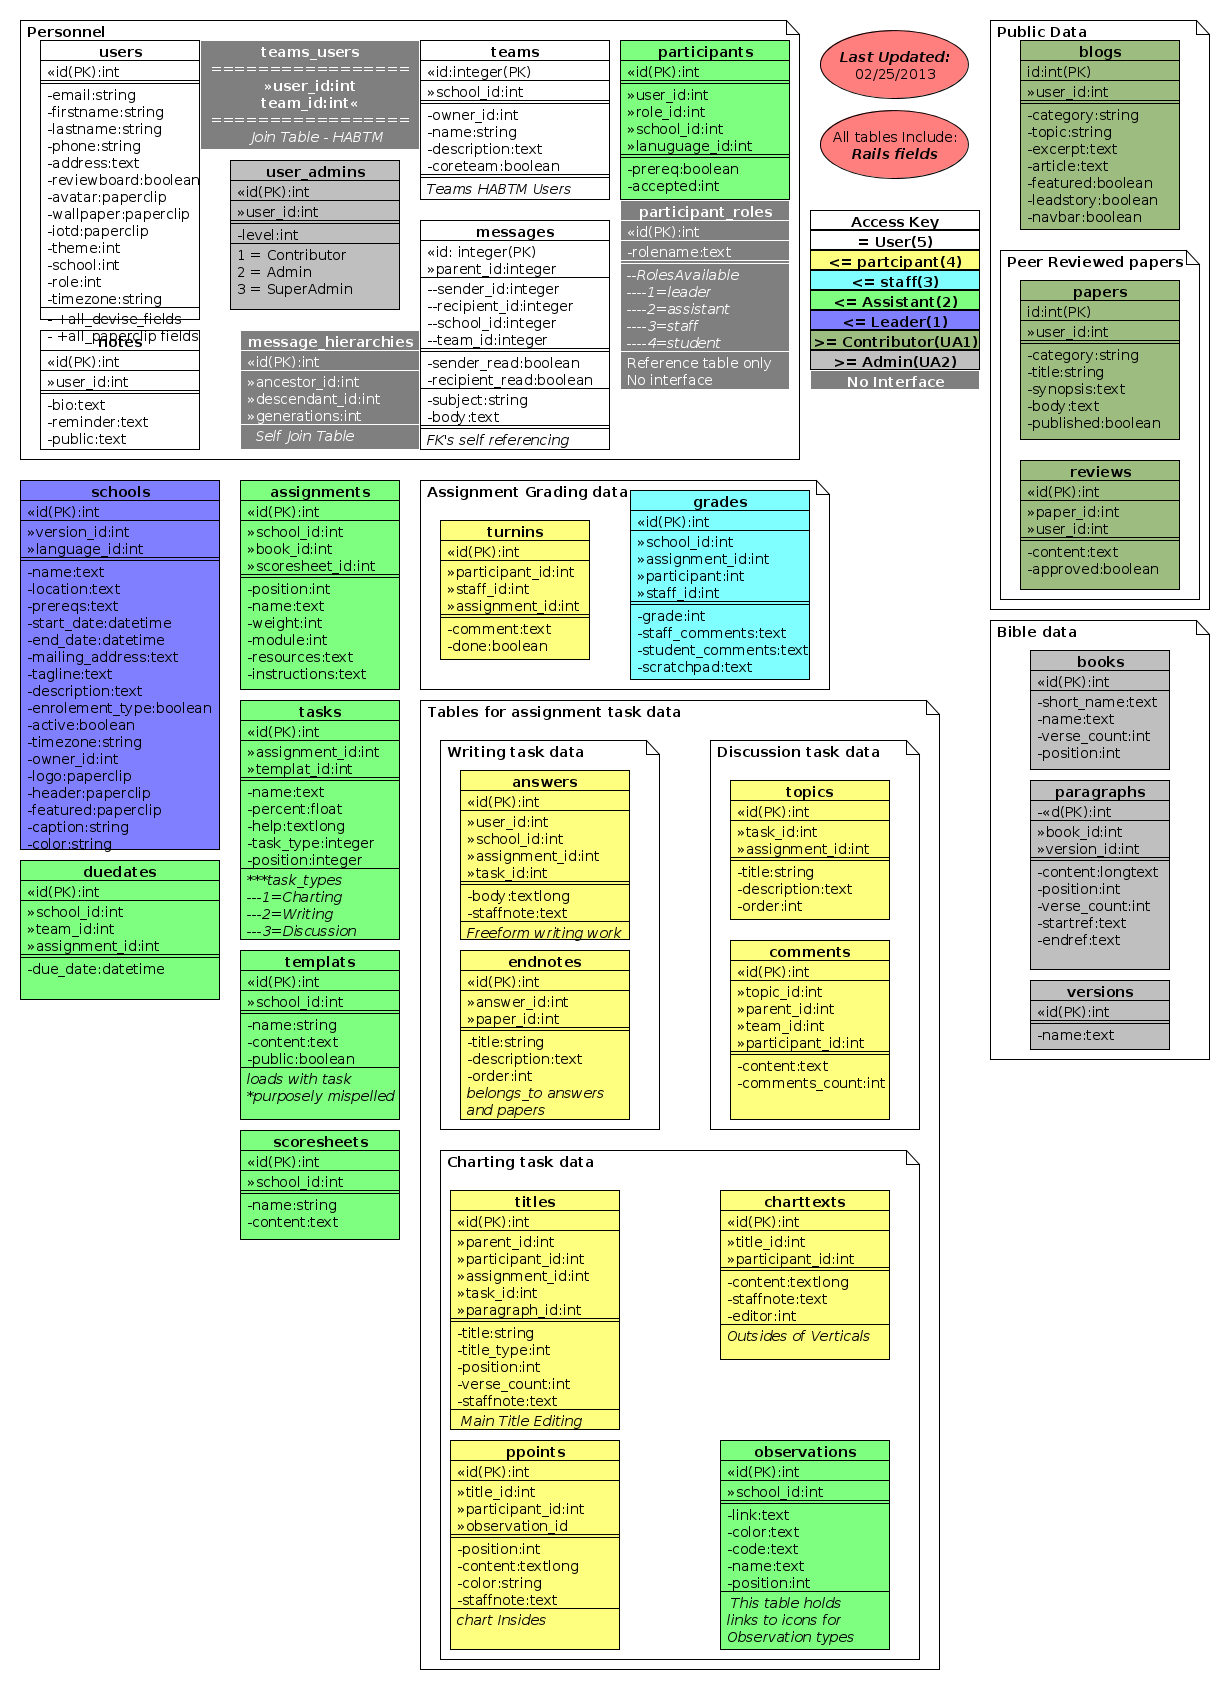 Personnel
users
«id(PK):int
-email:string
-firstname:string
-lastname:string
-phone:string
-address:text
-reviewboard:boolean
-avatar:paperclip
-wallpaper:paperclip
-iotd:paperclip
-theme:int
-school:int
-role:int
-timezone:string
- +all_devise_fields
- +all_paperclip fields
notes
«id(PK):int
»user_id:int
-bio:text
-reminder:text
-public:text
teams_users
=================
»user_id:int
team_id:int«
=================
Join Table - HABTM
user_admins
«id(PK):int
»user_id:int
-level:int
1 = Contributor
2 = Admin
3 = SuperAdmin
message_hierarchies
«id(PK):int
»ancestor_id:int
»descendant_id:int
»generations:int
Self Join Table
teams
«id:integer(PK)
»school_id:int
-owner_id:int
-name:string
-description:text
-coreteam:boolean
Teams HABTM Users
messages
«id: integer(PK)
»parent_id:integer
--sender_id:integer
--recipient_id:integer
--school_id:integer
--team_id:integer
-sender_read:boolean
-recipient_read:boolean
-subject:string
-body:text
FK's self referencing
participants
«id(PK):int
»user_id:int
»role_id:int
»school_id:int
»lanuguage_id:int
-prereq:boolean
-accepted:int
participant_roles
«id(PK):int
-rolename:text
--RolesAvailable
----1=leader
----2=assistant
----3=staff
----4=student
Reference table only
No interface
Last Updated:
02/25/2013
All tables Include:
Rails fields
Access Key
= User(5)
<= partcipant(4)
<= staff(3)
<= Assistant(2)
<= Leader(1)
>= Contributor(UA1)
>= Admin(UA2)
No Interface
Public Data
blogs
id:int(PK)
»user_id:int
-category:string
-topic:string
-excerpt:text
-article:text
-featured:boolean
-leadstory:boolean
-navbar:boolean
Peer Reviewed papers
papers
id:int(PK)
»user_id:int
-category:string
-title:string
-synopsis:text
-body:text
-published:boolean
reviews
«id(PK):int
»paper_id:int
»user_id:int
-content:text
-approved:boolean
schools
«id(PK):int
»version_id:int
»language_id:int
-name:text
-location:text
-prereqs:text
-start_date:datetime
-end_date:datetime
-mailing_address:text
-tagline:text
-description:text
-enrolement_type:boolean
-active:boolean
-timezone:string
-owner_id:int
-logo:paperclip
-header:paperclip
-featured:paperclip
-caption:string
-color:string
duedates
«id(PK):int
»school_id:int
»team_id:int
»assignment_id:int
-due_date:datetime
assignments
«id(PK):int
»school_id:int
»book_id:int
»scoresheet_id:int
-position:int
-name:text
-weight:int
-module:int
-resources:text
-instructions:text
tasks
«id(PK):int
»assignment_id:int
»templat_id:int
-name:text
-percent:float
-help:textlong
-task_type:integer
-position:integer
***task_types
---1=Charting
---2=Writing
---3=Discussion
templats
«id(PK):int
»school_id:int
-name:string
-content:text
-public:boolean
loads with task
*purposely mispelled
scoresheets
«id(PK):int
»school_id:int
-name:string
-content:text
Assignment Grading data
turnins
«id(PK):int
»participant_id:int
»staff_id:int
»assignment_id:int
-comment:text
-done:boolean
grades
«id(PK):int
»school_id:int
»assignment_id:int
»participant:int
»staff_id:int
-grade:int
-staff_comments:text
-student_comments:text
-scratchpad:text
Tables for assignment task data
Writing task data
answers
«id(PK):int
»user_id:int
»school_id:int
»assignment_id:int
»task_id:int
-body:textlong
-staffnote:text
Freeform writing work
endnotes
«id(PK):int
»answer_id:int
»paper_id:int
-title:string
-description:text
-order:int
belongs_to answers
and papers
Discussion task data
topics
«id(PK):int
»task_id:int
»assignment_id:int
-title:string
-description:text
-order:int
comments
«id(PK):int
»topic_id:int
»parent_id:int
»team_id:int
»participant_id:int
-content:text
-comments_count:int
Charting task data
titles
«id(PK):int
»parent_id:int
»participant_id:int
»assignment_id:int
»task_id:int
»paragraph_id:int
-title:string
-title_type:int
-position:int
-verse_count:int
-staffnote:text
Main Title Editing
ppoints
«id(PK):int
»title_id:int
»participant_id:int
»observation_id
-position:int
-content:textlong
-color:string
-staffnote:text
chart Insides
charttexts
«id(PK):int
»title_id:int
»participant_id:int
-content:textlong
-staffnote:text
-editor:int
Outsides of Verticals
observations
«id(PK):int
»school_id:int
-link:text
-color:text
-code:text
-name:text
-position:int
This table holds
links to icons for
Observation types
Bible data
books
«id(PK):int
-short_name:text
-name:text
-verse_count:int
-position:int
paragraphs
-«d(PK):int
»book_id:int
»version_id:int
-content:longtext
-position:int
-verse_count:int
-startref:text
-endref:text
versions
«id(PK):int
-name:text